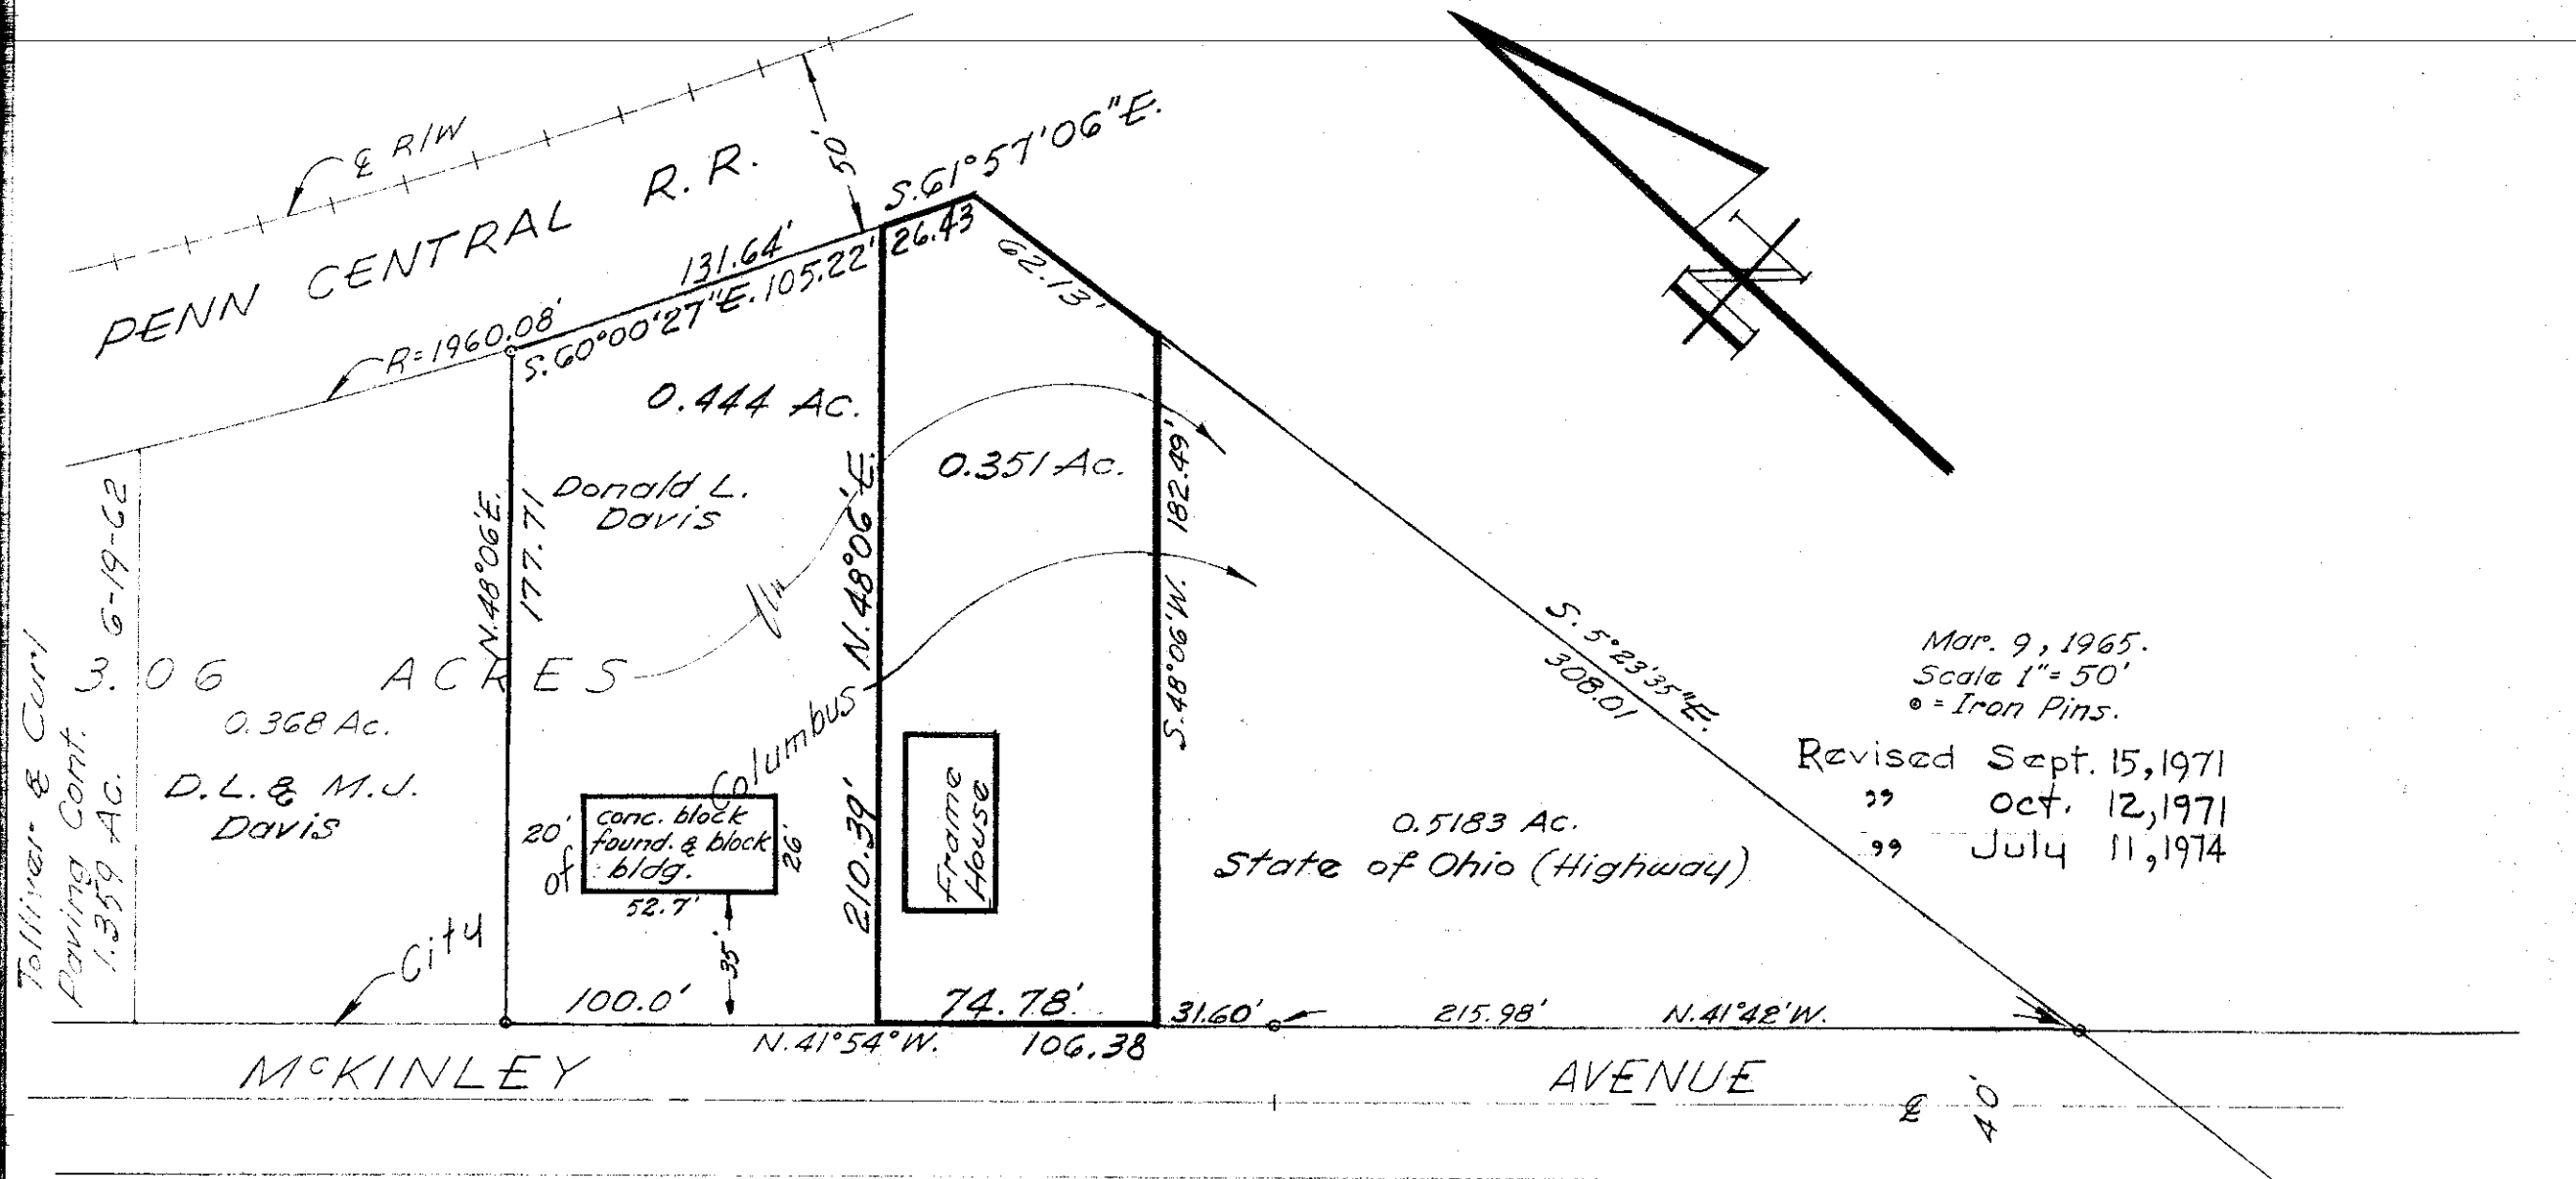 ℄ R/W
PENN CENTRAL R.R.
50'
S.61°57'06"E.
26.43
131.64'
S.60°00'27"E. 105.22'
R=1960.08'
62.13'
N
0.444 Ac.
0.351 Ac.
Donald L.
Davis
N.48°06'E.
177.71
N.48°06'E.
210.39'
S.48°06'W. 182.49'
S.5°23'35"E.
308.01
Mar. 9, 1965.
Scale 1"=50'
⊙ = Iron Pins.
Revised Sept. 15, 1971
" Oct. 12, 1971
" July 11, 1974
3.06 ACRES
In
0.368 Ac.
D.L. & M.J.
Davis
Tolliver & Curl
Paving Cont.
1.359 AC.
6-19-62
City of Columbus
conc. block
found. & block
bldg.
20'
26'
52.7'
35'
Frame
House
0.5183 Ac.
State of Ohio (Highway)
100.0'
74.78'
31.60'
215.98'
N.41°42'W.
N.41°54°W.
106.38
McKINLEY AVENUE
℄
40'